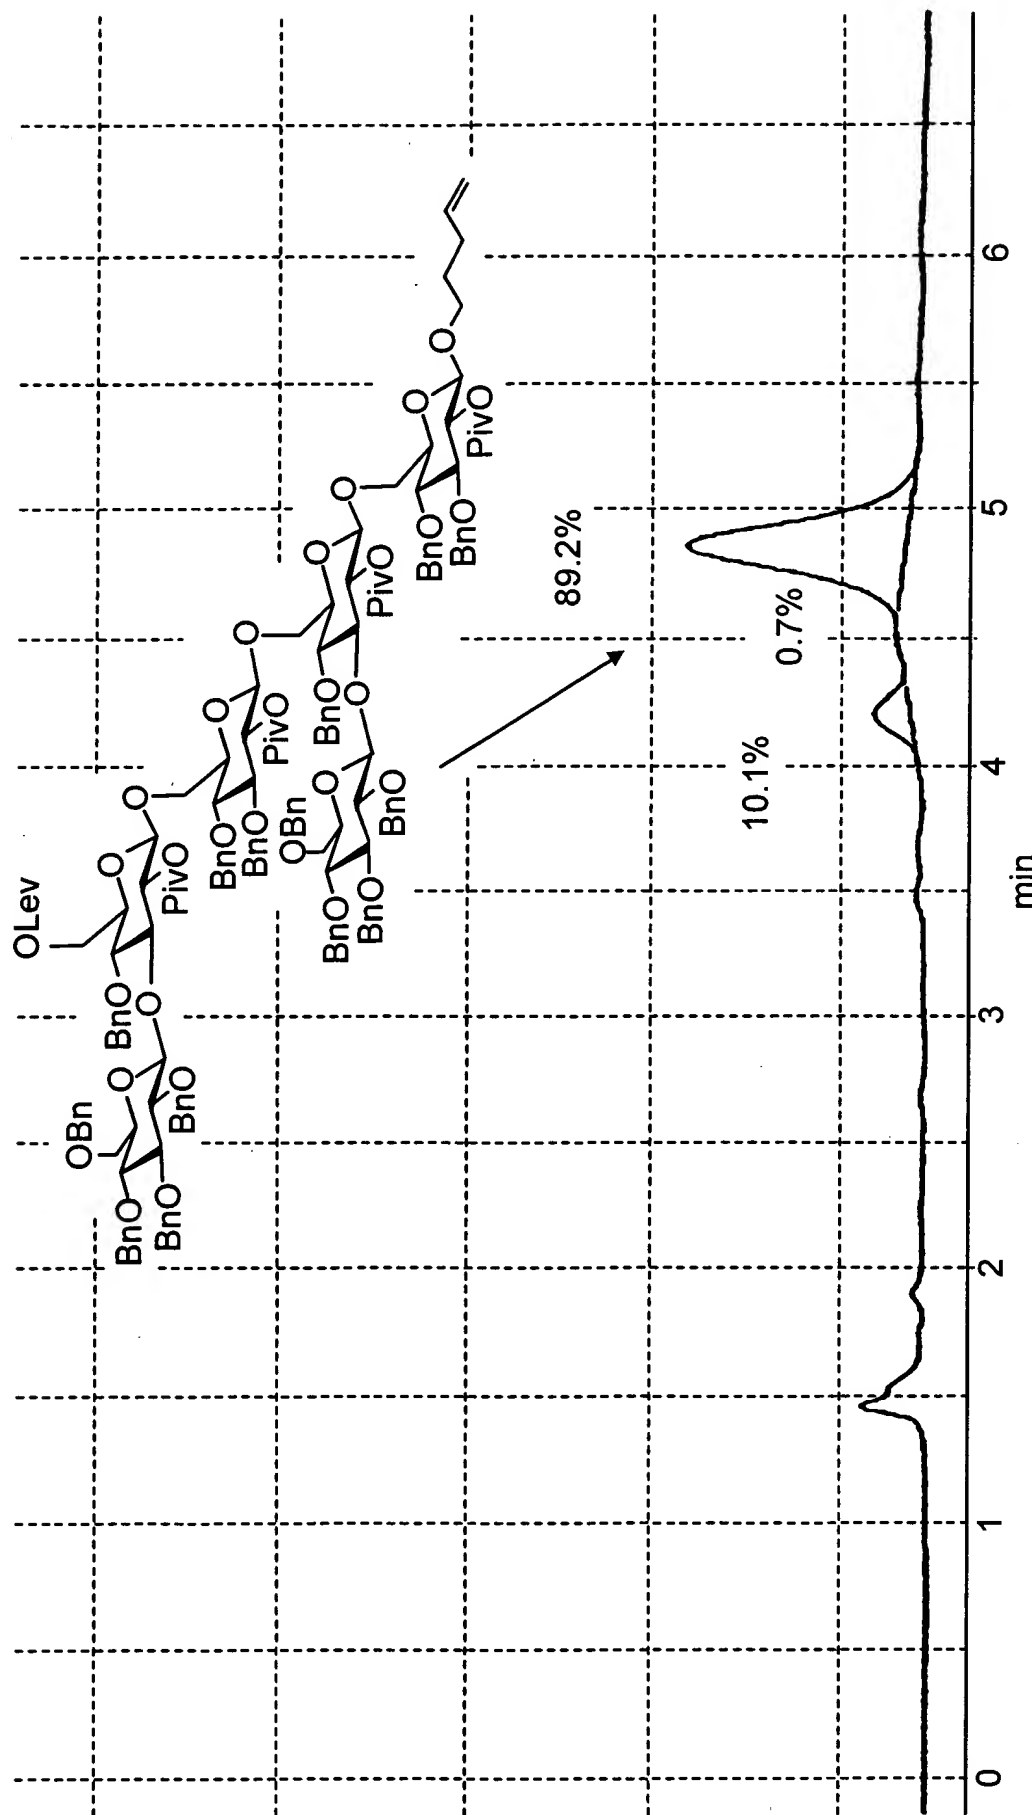 OLev
OBn
BnO O BnO O O
BnO BnO O PivO
BnO O O
BnO PivO
OBn
BnO O BnO O O
BnO BnO O PivO
BnO O O
BnO PivO
89.2%
0.7%
10.1%
0 1 2 3 4 5 6
min